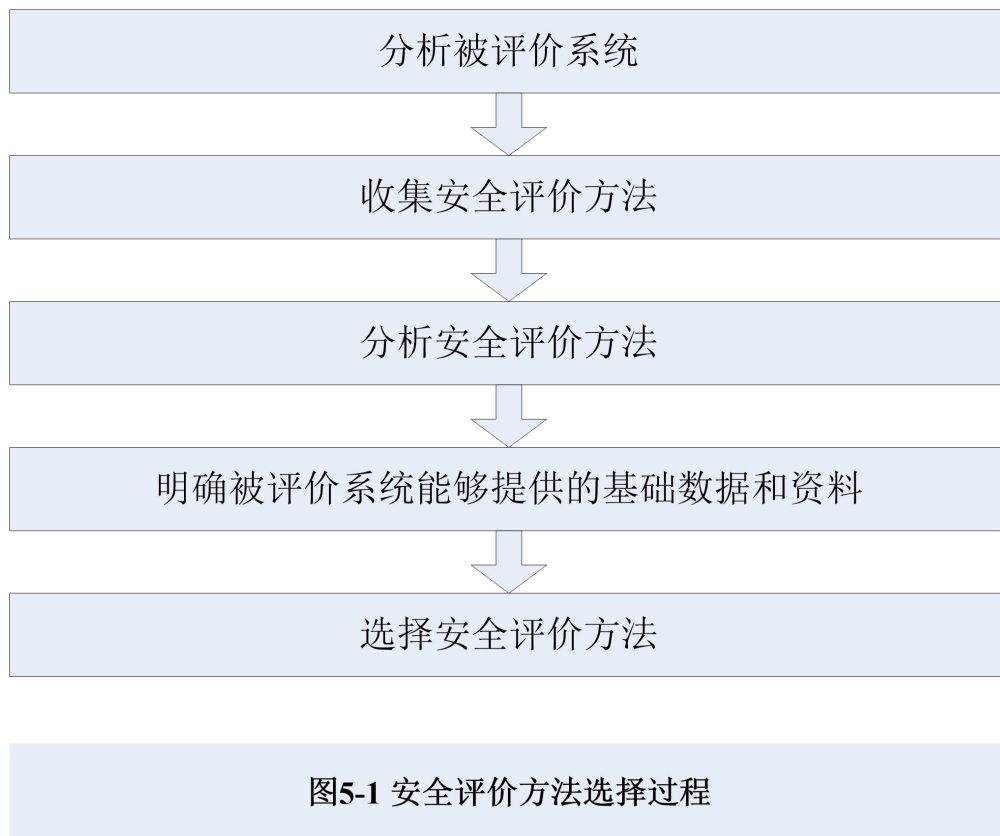 分析被评价系统
收集安全评价方法
分析安全评价方法
明确被评价系统能够提供的基础数据和资料
选择安全评价方法
图5-1 安全评价方法选择过程